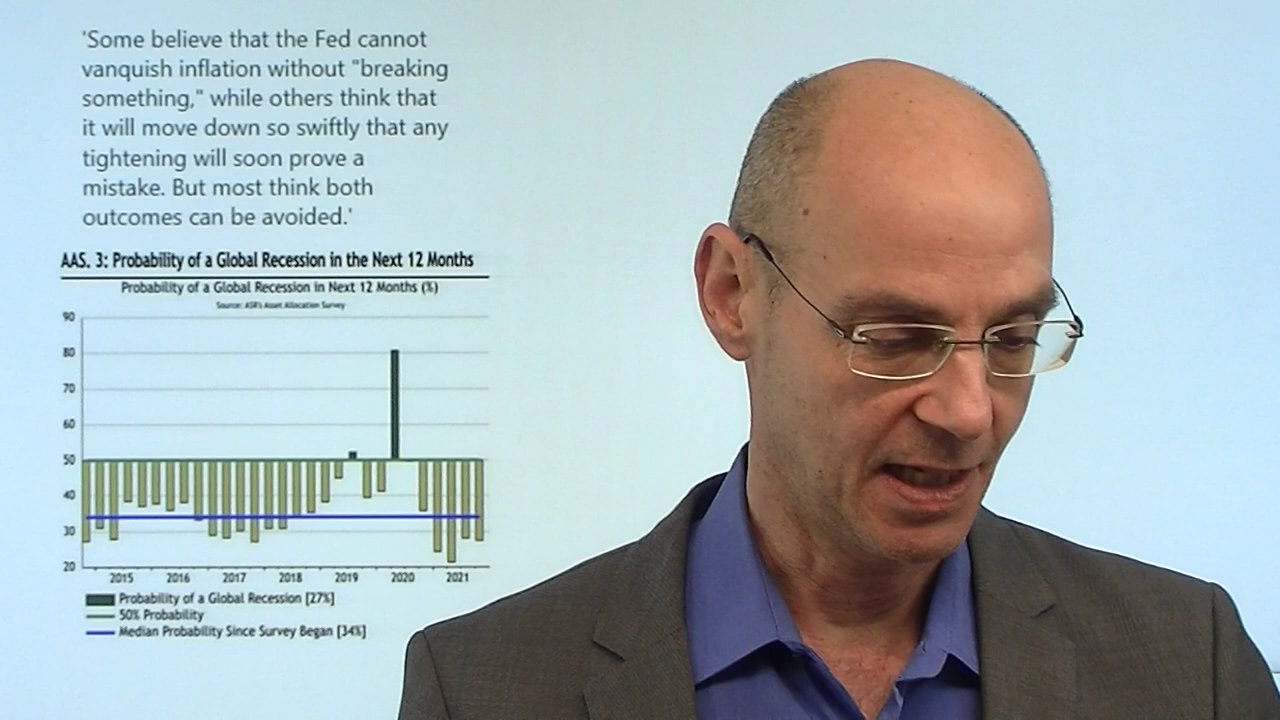 'Some believe that the Fed cannot
vanquish inflation without "breaking
something," while others think that
it will move down so swiftly that any
tightening will soon prove a
mistake. But most think both
outcomes can be avoided.'
AAS. 3: Probability of a Global Recession in the Next 12 Months
Probability of a Global Recession in Next 12 Months (%)
Source: ASR's Asset Allocation Survey
90
80
70
60
50
40
30
20
2015 2016 2017 2018 2019 2020 2021
Probability of a Global Recession [27%]
50% Probability
Median Probability Since Survey Began [34%]